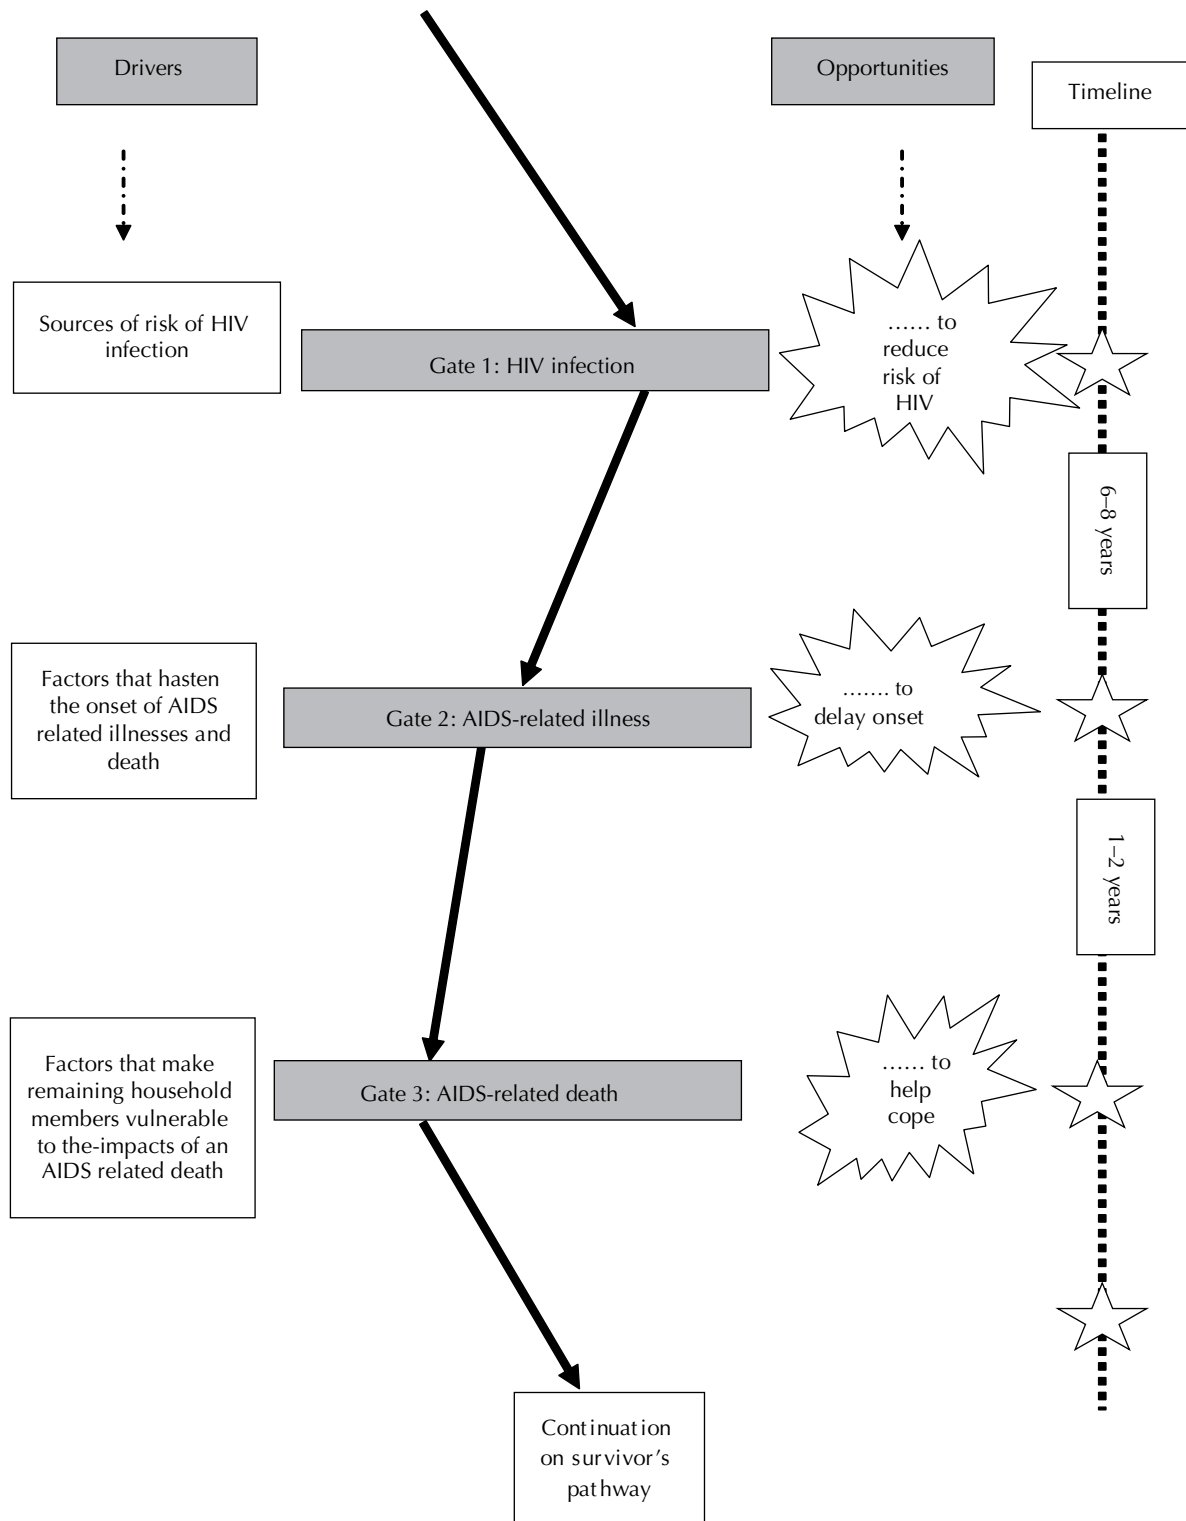 Drivers
Opportunities
Timeline
Sources of risk of HIV
infection
Gate 1: HIV infection
...... to
reduce
risk of
HIV
6–8 years
Factors that hasten
the onset of AIDS
related illnesses and
death
Gate 2: AIDS-related illness
....... to
delay onset
1–2 years
Factors that make
remaining household
members vulnerable
to the-impacts of an
AIDS related death
Gate 3: AIDS-related death
...... to
help
cope
Continuation
on survivor’s
pathway